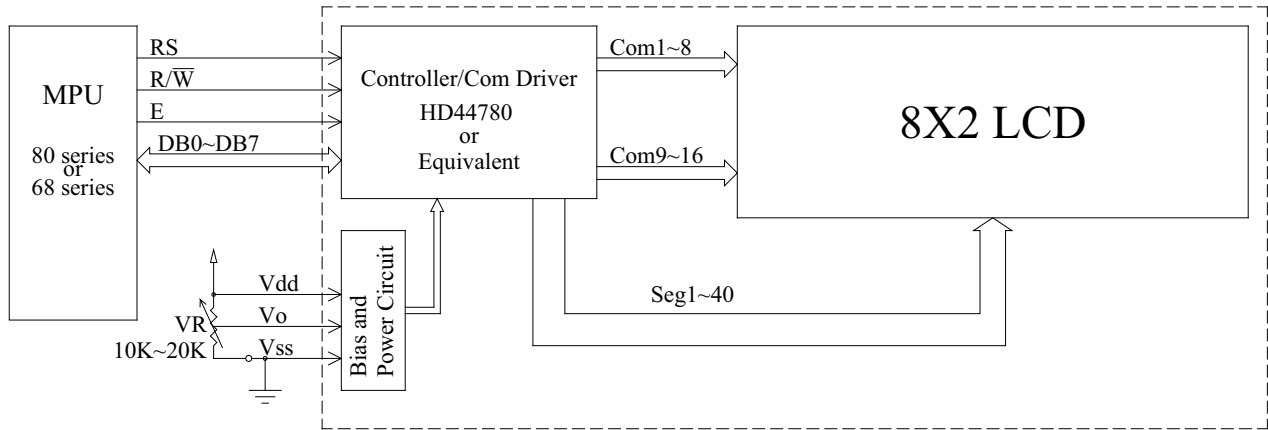 MPU
80 series
or
68 series
RS
R/W̅
E
DB0~DB7
Controller/Com Driver
HD44780
or
Equivalent
Com1~8
Com9~16
8X2 LCD
Seg1~40
Vdd
Vo
Vss
VR
10K~20K
Bias and
Power Circuit